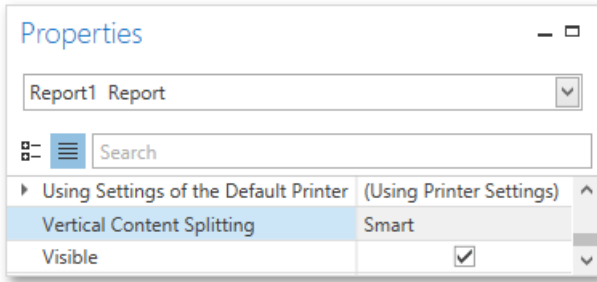 Properties
Report1 Report
Search
Using Settings of the Default Printer (Using Printer Settings)
Vertical Content Splitting Smart
Visible